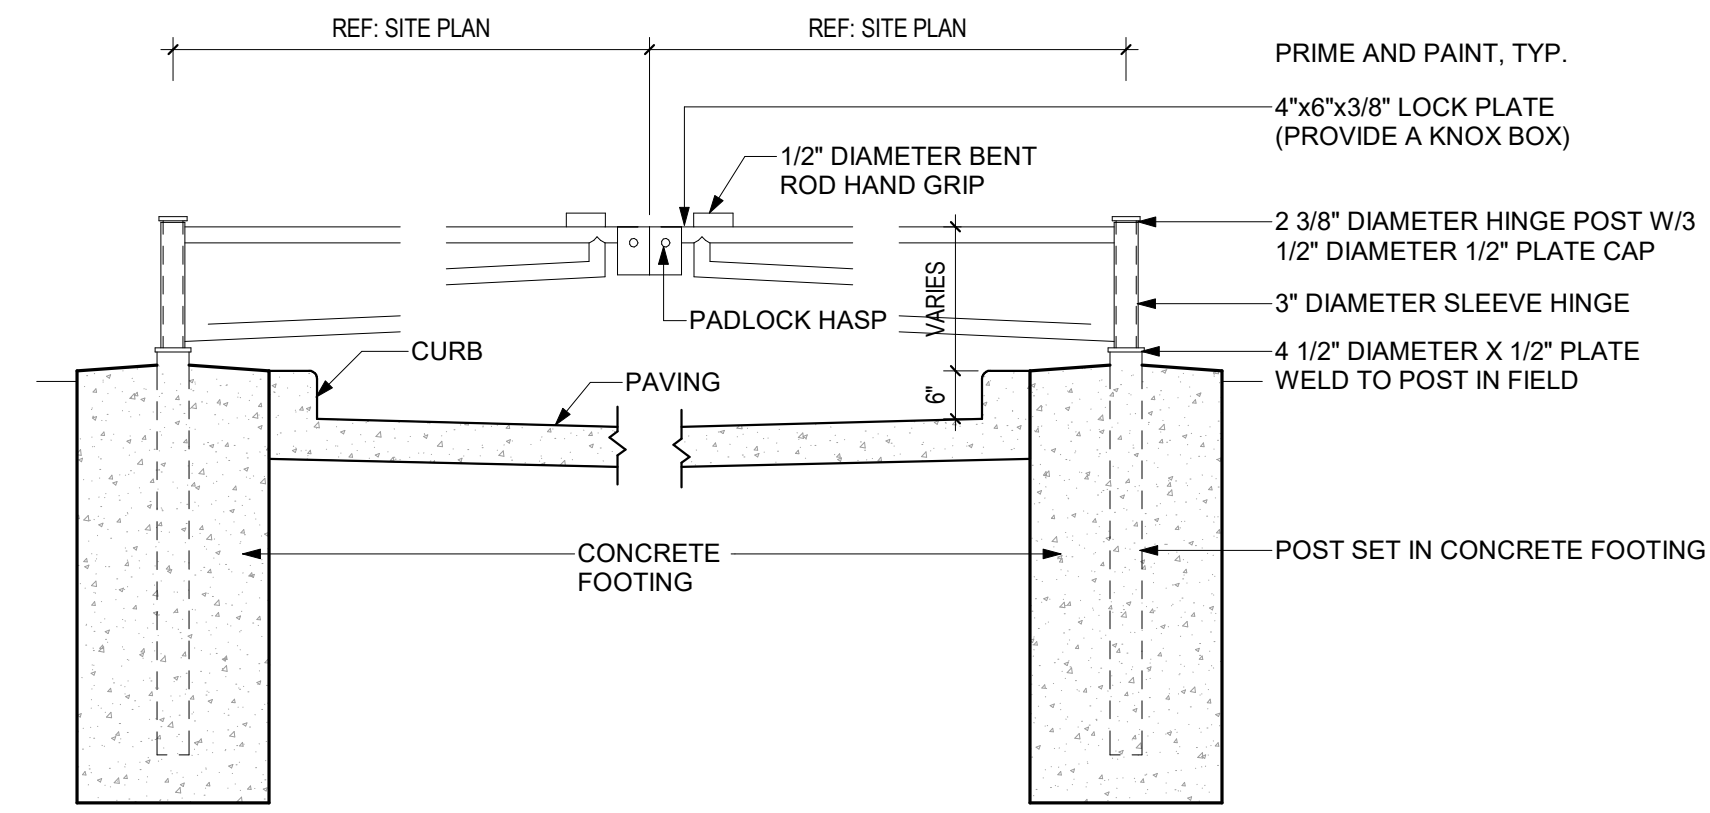 REF: SITE PLAN
REF: SITE PLAN
PRIME AND PAINT, TYP.
4"x6"x3/8" LOCK PLATE
(PROVIDE A KNOX BOX)
1/2" DIAMETER BENT
ROD HAND GRIP
2 3/8" DIAMETER HINGE POST W/3
1/2" DIAMETER 1/2" PLATE CAP
VARIES
3" DIAMETER SLEEVE HINGE
PADLOCK HASP
CURB
4 1/2" DIAMETER X 1/2" PLATE
WELD TO POST IN FIELD
PAVING
6"
CONCRETE
FOOTING
POST SET IN CONCRETE FOOTING